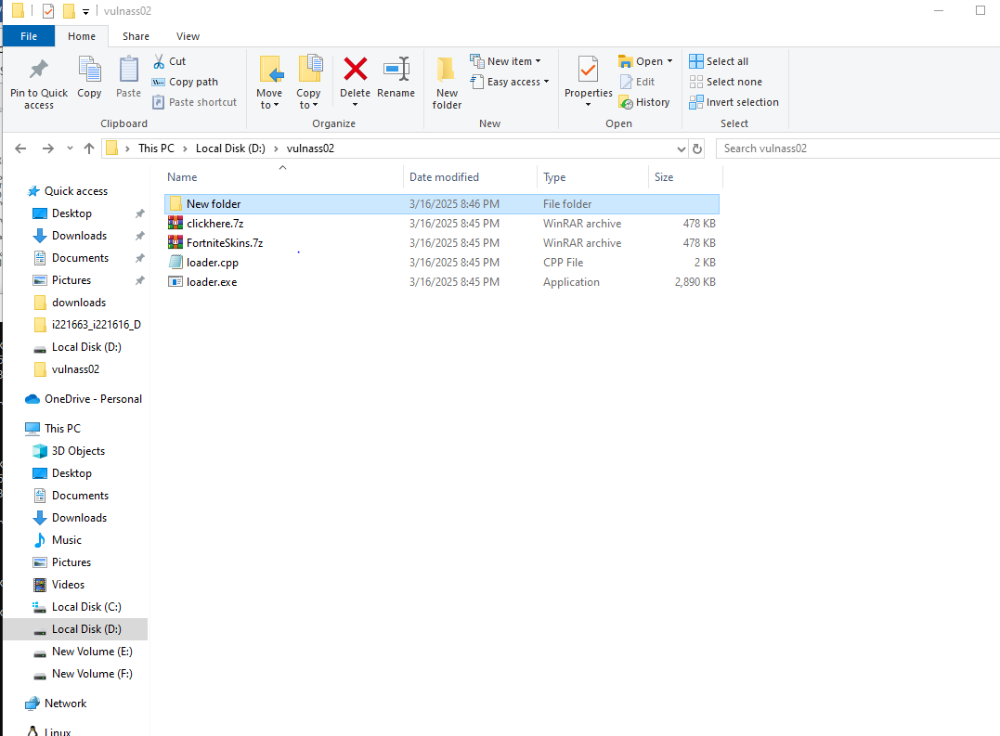 vulnass02
File Home Share View
Pin to Quick access
Copy
Paste
Cut
Copy path
Paste shortcut
Clipboard
Move to
Copy to
Delete
Rename
Organize
New folder
New item
Easy access
New
Properties
Open
Edit
History
Open
Select all
Select none
Invert selection
Select
This PC > Local Disk (D:) > vulnass02
Search vulnass02
Name Date modified Type Size
New folder 3/16/2025 8:46 PM File folder
clickhere.7z 3/16/2025 8:45 PM WinRAR archive 478 KB
FortniteSkins.7z 3/16/2025 8:45 PM WinRAR archive 478 KB
loader.cpp 3/16/2025 8:45 PM CPP File 2 KB
loader.exe 3/16/2025 8:45 PM Application 2,890 KB
Quick access
Desktop
Downloads
Documents
Pictures
downloads
i221663_i221616_D
Local Disk (D:)
vulnass02
OneDrive - Personal
This PC
3D Objects
Desktop
Documents
Downloads
Music
Pictures
Videos
Local Disk (C:)
Local Disk (D:)
New Volume (E:)
New Volume (F:)
Network
Linux